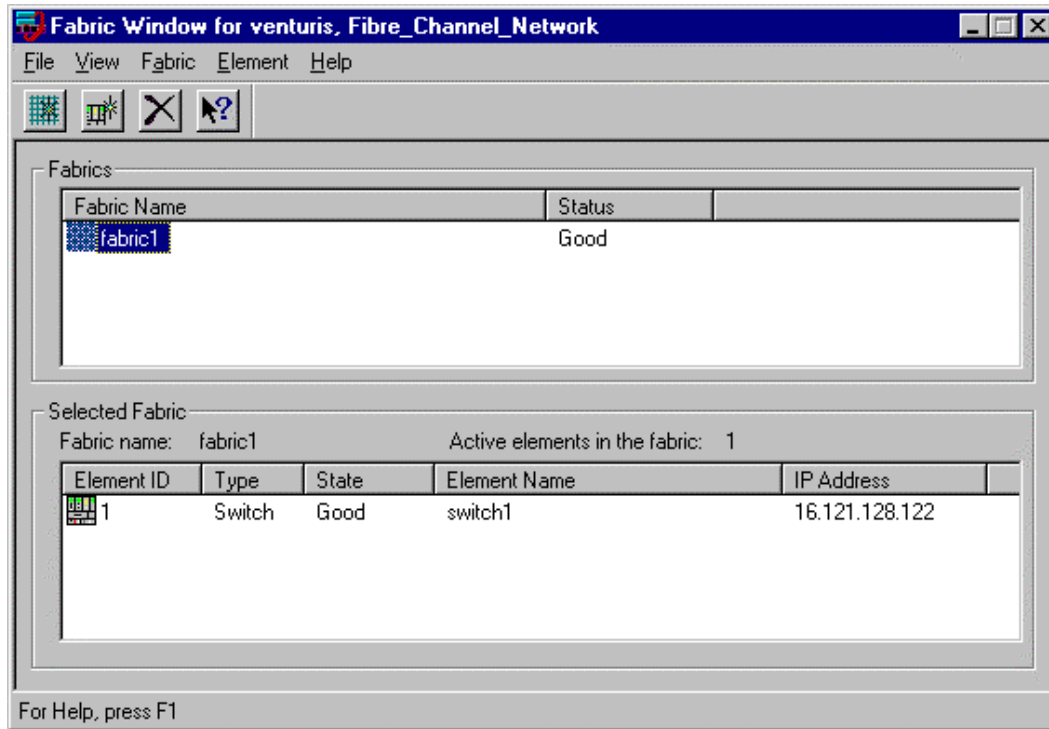 Fabric Window for venturis, Fibre_Channel_Network
File View Fabric Element Help
Fabrics
Fabric Name Status
fabric1 Good
Selected Fabric
Fabric name: fabric1 Active elements in the fabric: 1
Element ID Type State Element Name IP Address
1 Switch Good switch1 16.121.128.122
For Help, press F1